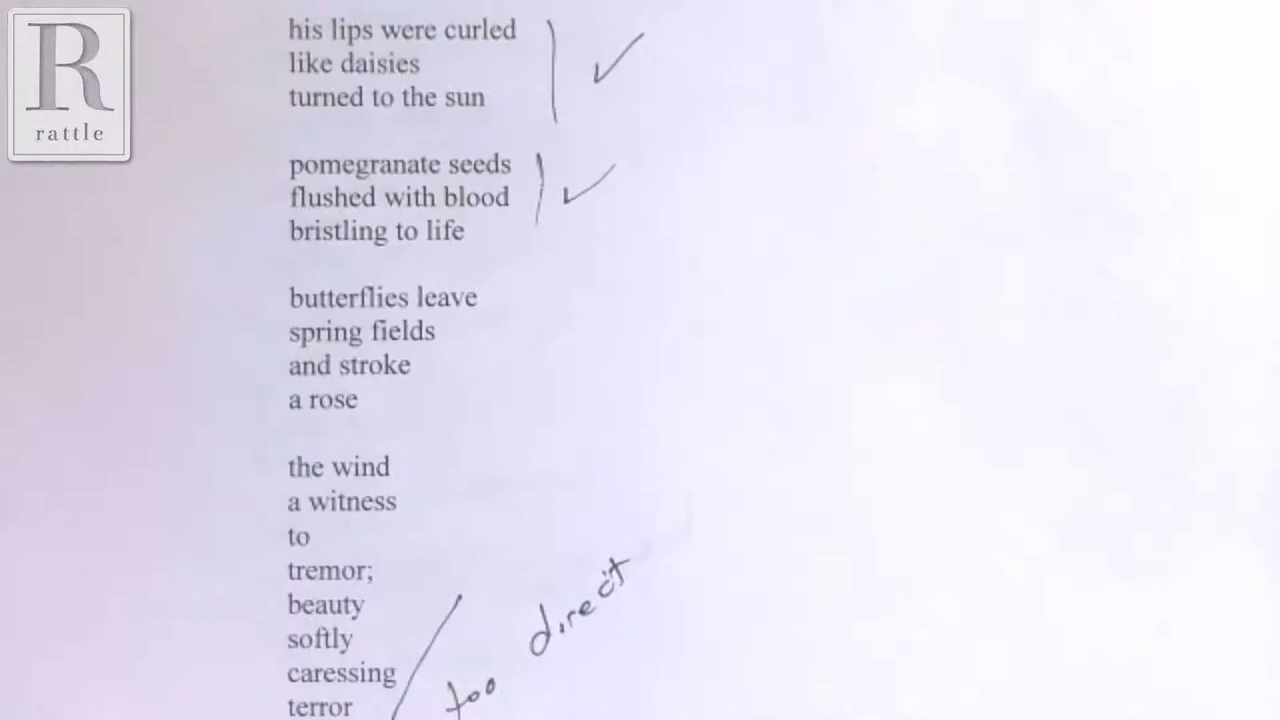 R
rattle
his lips were curled
like daisies
turned to the sun
pomegranate seeds
flushed with blood
bristling to life
butterflies leave
spring fields
and stroke
a rose
the wind
a witness
to
tremor;
beauty
softly
caressing
terror
too direct